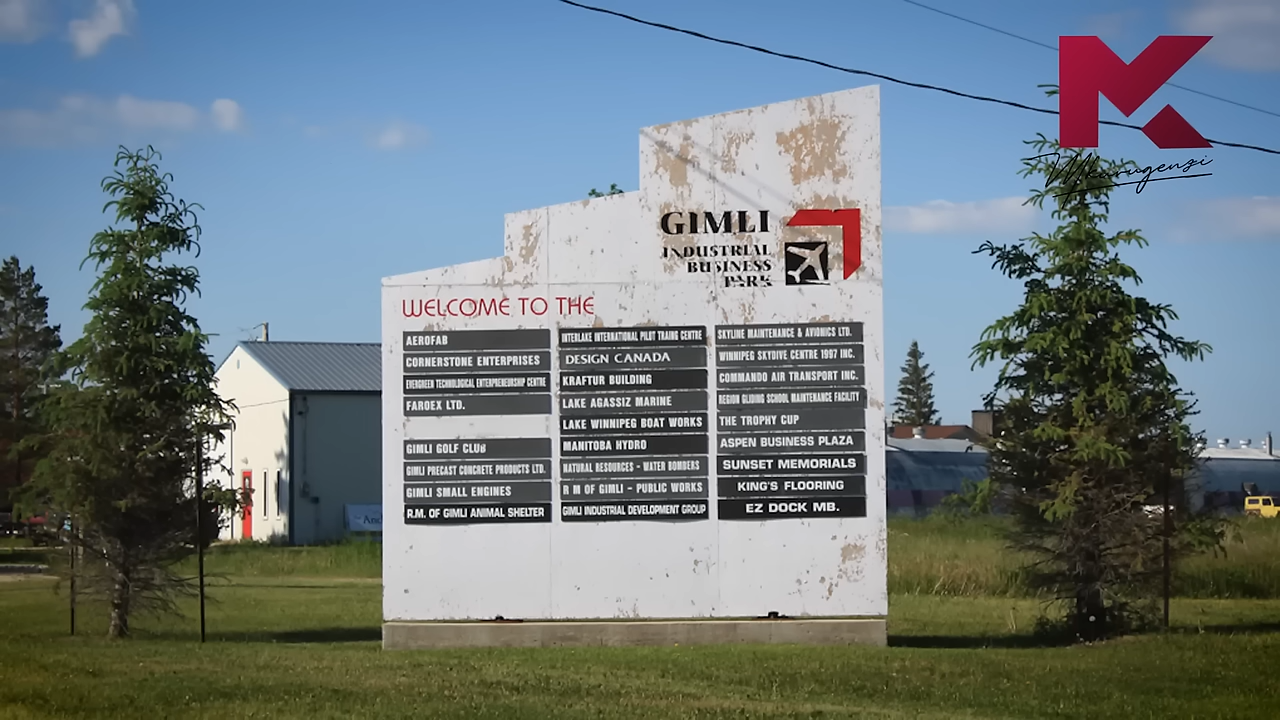 Mkurugenzi
GIMLI
INDUSTRIAL
BUSINESS
PARK
WELCOME TO THE
AEROFAB
CORNERSTONE ENTERPRISES
EVERGREEN TECHNOLOGICAL ENTERPRENEURSHIP CENTRE
FAROEX LTD.
GIMLI GOLF CLUB
GIMLI PRECAST CONCRETE PRODUCTS LTD.
GIMLI SMALL ENGINES
R.M. OF GIMLI ANIMAL SHELTER
INTERLAKE INTERNATIONAL PILOT TRAING CENTRE
DESIGN CANADA
KRAFTUR BUILDING
LAKE AGASSIZ MARINE
LAKE WINNIPEG BOAT WORKS
MANITOBA HYDRO
NATURAL RESOURCES - WATER BOMBERS
R M OF GIMLI - PUBLIC WORKS
GIMLI INDUSTRIAL DEVELOPMENT GROUP
SKYLINE MAINTENANCE & AVIONICS LTD.
WINNIPEG SKYDIVE CENTRE 1997 INC.
COMMANDO AIR TRANSPORT INC.
REGION GLIDING SCHOOL MAINTENANCE FACILITY
THE TROPHY CUP
ASPEN BUSINESS PLAZA
SUNSET MEMORIALS
KING'S FLOORING
EZ DOCK MB.